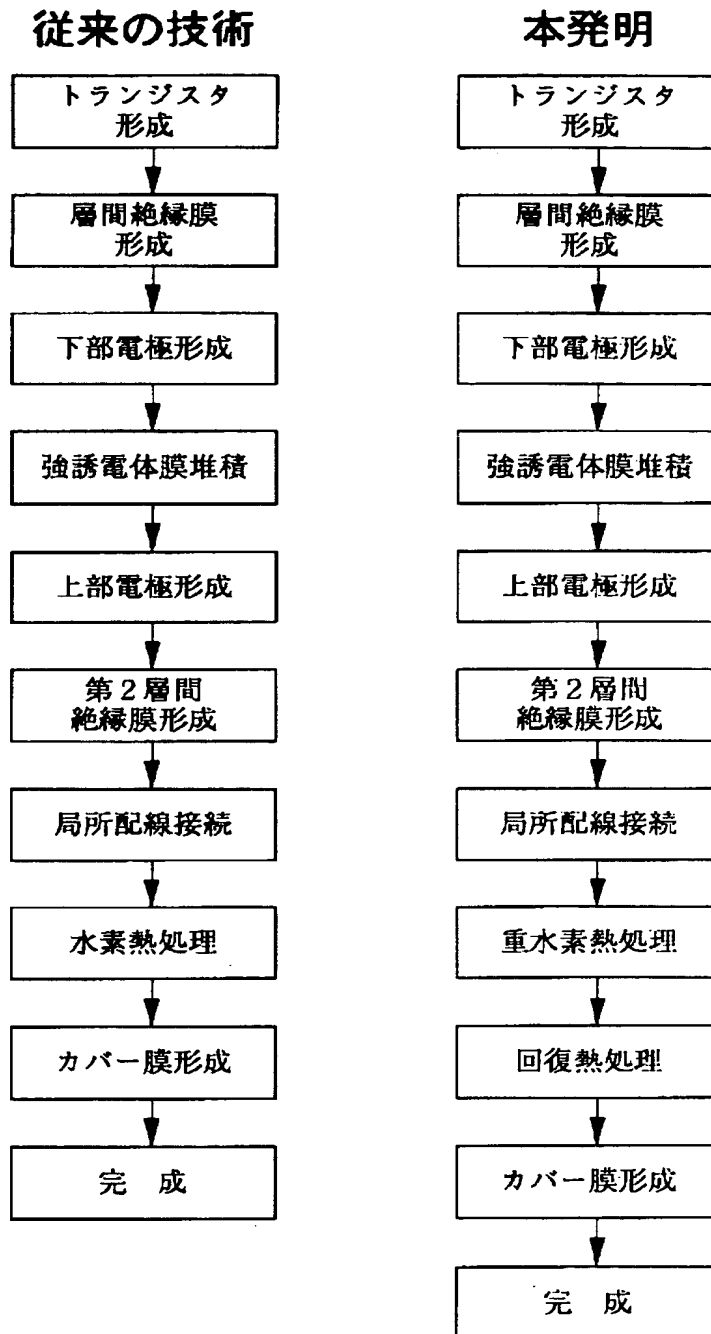 従来の技術
トランジスタ
形成
層間絶縁膜
形成
下部電極形成
強誘電体膜堆積
上部電極形成
第2層間
絶縁膜形成
局所配線接続
水素熱処理
カバー膜形成
完 成
本発明
トランジスタ
形成
層間絶縁膜
形成
下部電極形成
強誘電体膜堆積
上部電極形成
第2層間
絶縁膜形成
局所配線接続
重水素熱処理
回復熱処理
カバー膜形成
完 成